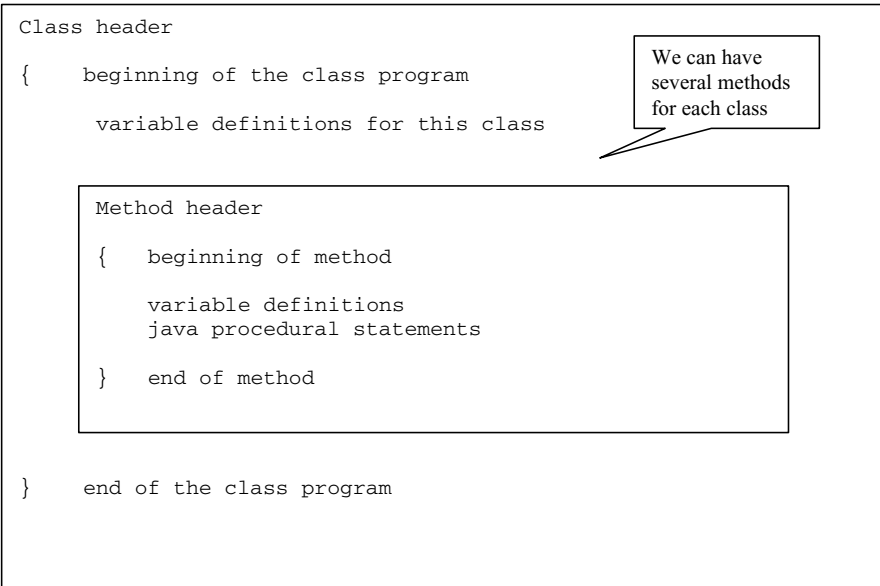 Class header
{ beginning of the class program
variable definitions for this class
We can have
several methods
for each class
Method header
{ beginning of method
variable definitions
java procedural statements
} end of method
} end of the class program